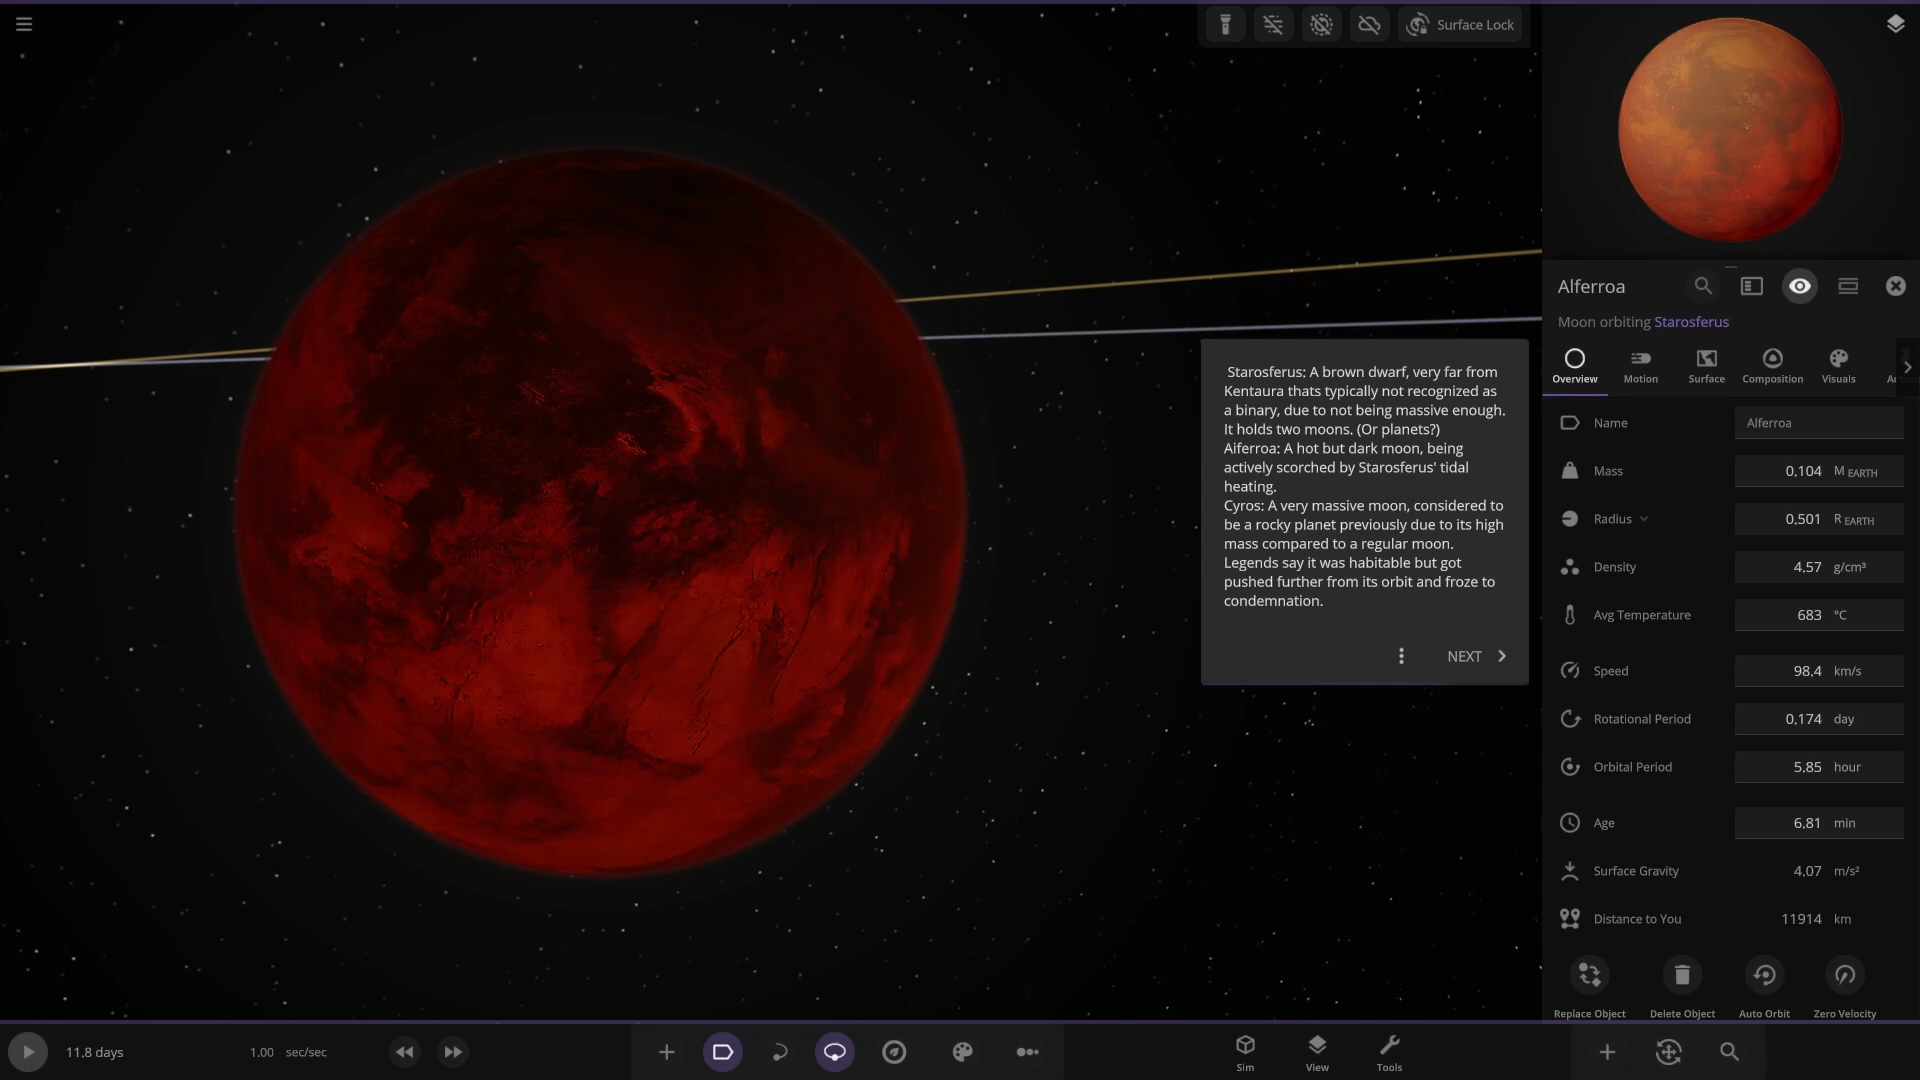 Surface Lock
Alferroa
Moon orbiting Starosferus
Overview
Motion
Surface
Composition
Visuals
Name
Alferroa
Mass
0,104 M EARTH
Radius
0,501 R EARTH
Density
4,57 g/cm³
Avg Temperature
683 °C
Speed
98,4 km/s
Rotational Period
0,174 day
Orbital Period
5,85 hour
Age
6,81 min
Surface Gravity
4,07 m/s²
Distance to You
11914 km
Replace Object
Delete Object
Auto Orbit
Zero Velocity
Starosferus: A brown dwarf, very far from
Kentaura thats typically not recognized as
a binary, due to not being massive enough.
It holds two moons. (Or planets?)
Alferroa: A hot but dark moon, being
actively scorched by Starosferus' tidal
heating.
Cyros: A very massive moon, considered to
be a rocky planet previously due to its high
mass compared to a regular moon.
Legends say it was habitable but got
pushed further from its orbit and froze to
condemnation.
NEXT
11,8 days
1.00 sec/sec
Sim
View
Tools